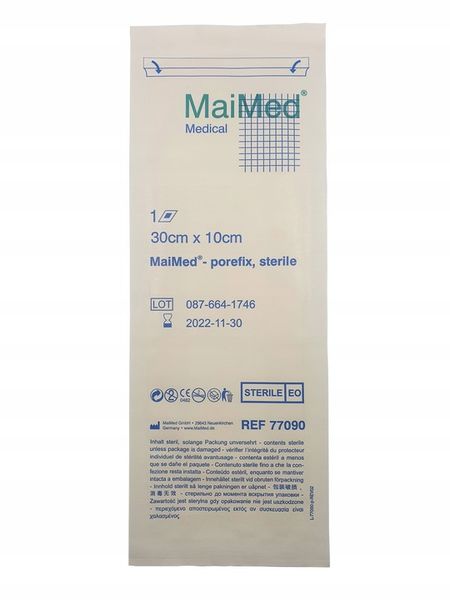 MaiMed®
Medical
1
30cm x 10cm
MaiMed®- porefix, sterile
LOT 087-664-1746
2022-11-30
0482
STERILE EO
MaiMed GmbH • 29643 Neuenkirchen
Germany • www.MaiMed.de
REF 77090
Inhalt steril, solange Packung unversehrt - contents sterile
unless package is damaged - vérifier l'intégrité du protecteur
individuel de stérilité avantusage - contenido estéril a menos
que se dañe el paquete - Contenuto sterile fino a che la con-
fezione resta instatto - Conteúdo estéril, enquanto se mantiver
intacta a embalagem - Innehållet steril vid obruten förpackning
- Innhold sterilt så lenge pakningen er uåpnet - 包装破损,
消毒无效 - стерильно до момента вскрытия упаковки -
Zawartość jest sterylna gdy opakowanie nie jest uszkodzone
- περιεχόμενο αποστειρωμένο εκτός αν συσκευασία είναι
χαλασμένος